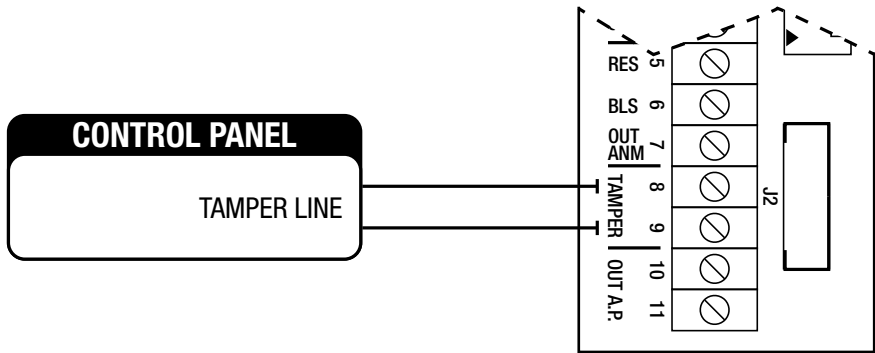 CONTROL PANEL
TAMPER LINE
RES 5
BLS 6
OUT
ANM 7
TAMPER 8
9
OUT A.P. 10
11
J2